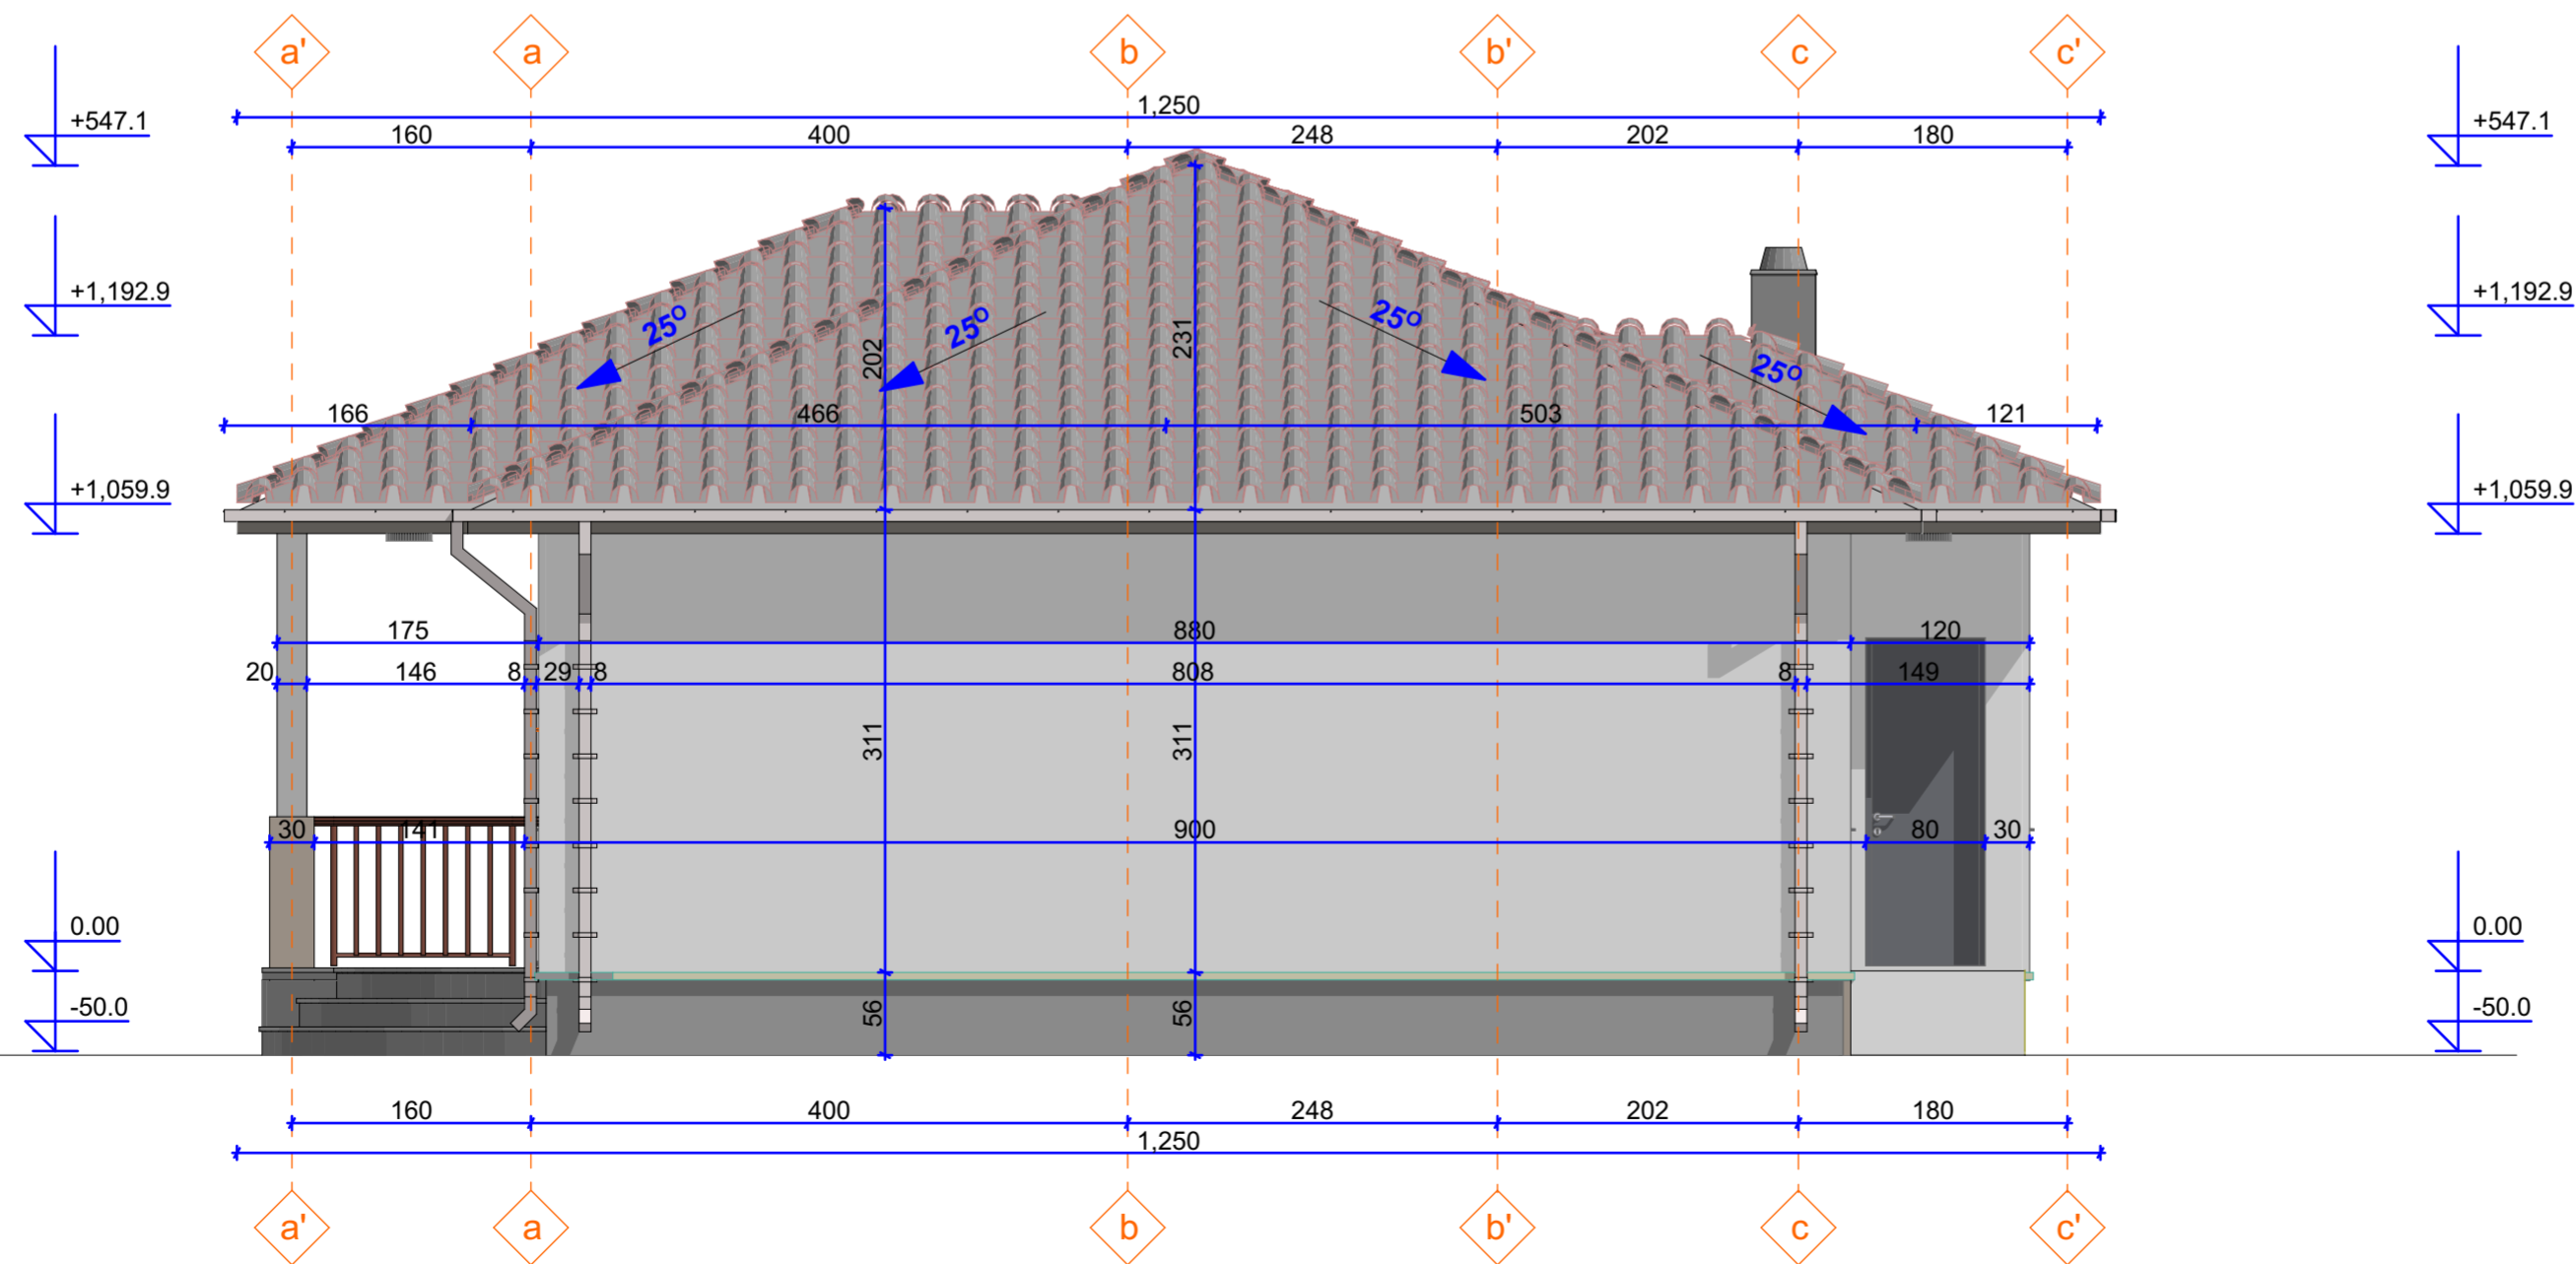 a' a b b' c c'
1,250
160 400 248 202 180
+547.1 +547.1
+1,192.9 +1,192.9
25° 25° 25° 25°
202 231
166 466 503 121
+1,059.9 +1,059.9
175 880 120
20 146 8 29 8 808 8 149
311 311
30 141 900 80 30
0.00 0.00
-50.0 56 56 -50.0
160 400 248 202 180
1,250
a' a b b' c c'